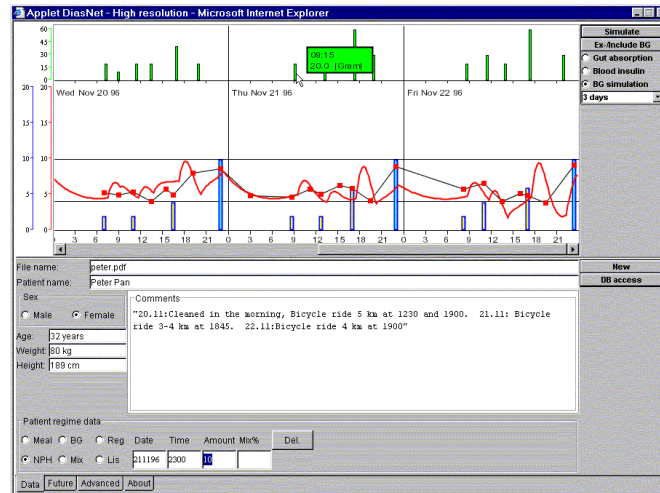 Applet DiasNet - High resolution - Microsoft Internet Explorer
60
45
30
15
0
09:15
20.0 [Gram]
Simulate
Ex-/Include BG
Gut absorption
Blood insulin
BG simulation
3 days
20 20 Wed Nov 20 96 Thu Nov 21 96 Fri Nov 22 96
15 15
10 10
5 5
0 0
3 6 9 12 15 18 21 0 3 6 9 12 15 18 21 0 3 6 9 12 15 18 21
File name: peter.pdf New
Patient name: Peter Pan DB access
Sex
Male Female
Age: 32 years
Weight: 80 kg
Height: 189 cm
Comments
"20.11:Cleaned in the morning, Bicycle ride 5 km at 1230 and 1900. 21.11: Bicycle
ride 3-4 km at 1845. 22.11:Bicycle ride 4 km at 1900"
Patient regime data
Meal BG Reg Date Time Amount Mix% Del.
NPH Mix Lis 211196 2300 10
Data Future Advanced About